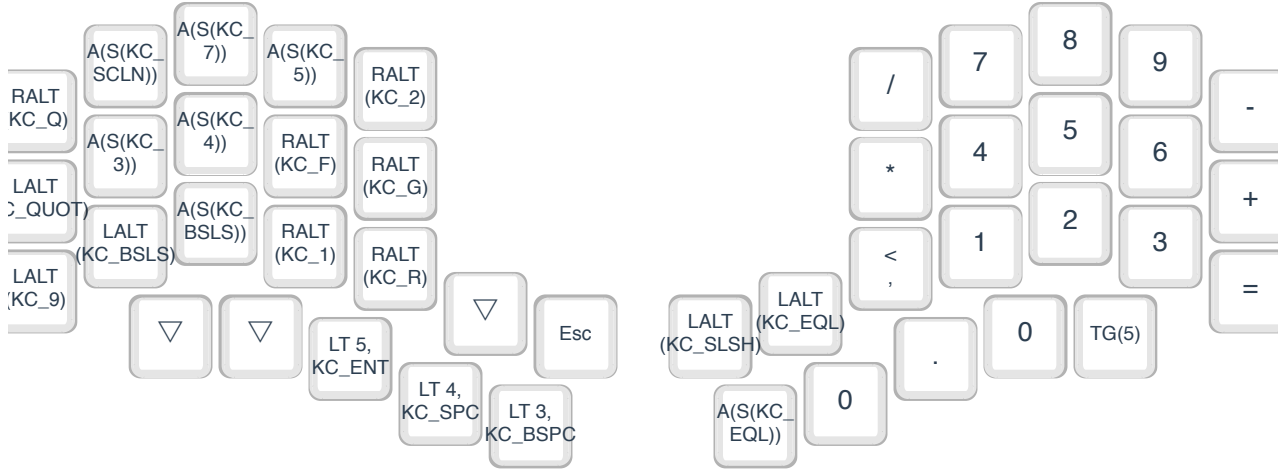 RALT
KC_Q)
A(S(KC_
SCLN))
A(S(KC_
7))
A(S(KC_
5))
RALT
(KC_2)
LALT
C_QUOT)
A(S(KC_
3))
A(S(KC_
4))
RALT
(KC_F)
RALT
(KC_G)
LALT
(KC_9)
LALT
(KC_BSLS)
A(S(KC_
BSLS))
RALT
(KC_1)
RALT
(KC_R)
▽
▽
LT 5,
KC_ENT
▽
Esc
LT 4,
KC_SPC
LT 3,
KC_BSPC
/
7
8
9
-
*
4
5
6
+
<
,
1
2
3
=
LALT
(KC_SLSH)
LALT
(KC_EQL)
.
0
TG(5)
A(S(KC_
EQL))
0